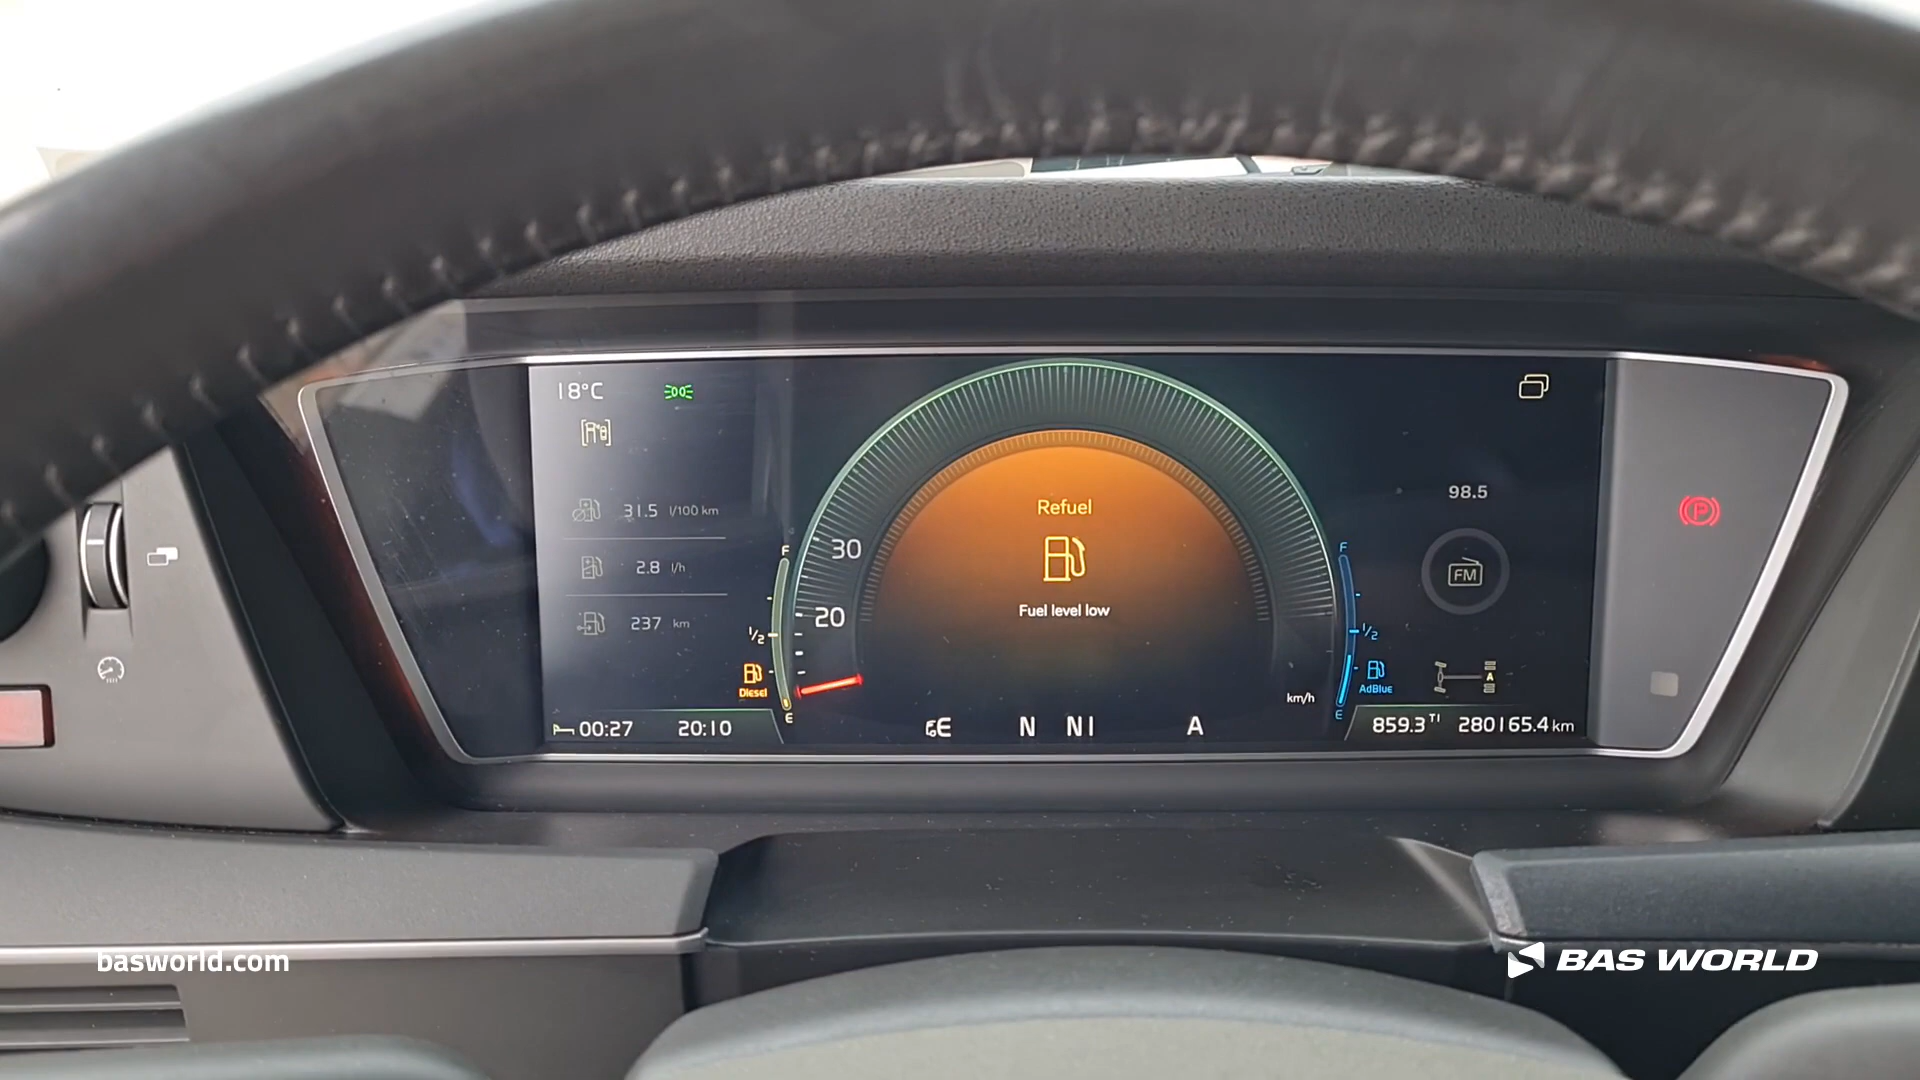 18°C
98.5
FM
31.5 l/100 km
2.8 l/h
237 km
Refuel
Fuel level low
30
20
F
1/2
Diesel
E
F
1/2
AdBlue
E
km/h
A
P
00:27
20:10
E
N
N1
A
859.3 T1
280165.4 km
basworld.com
BAS WORLD